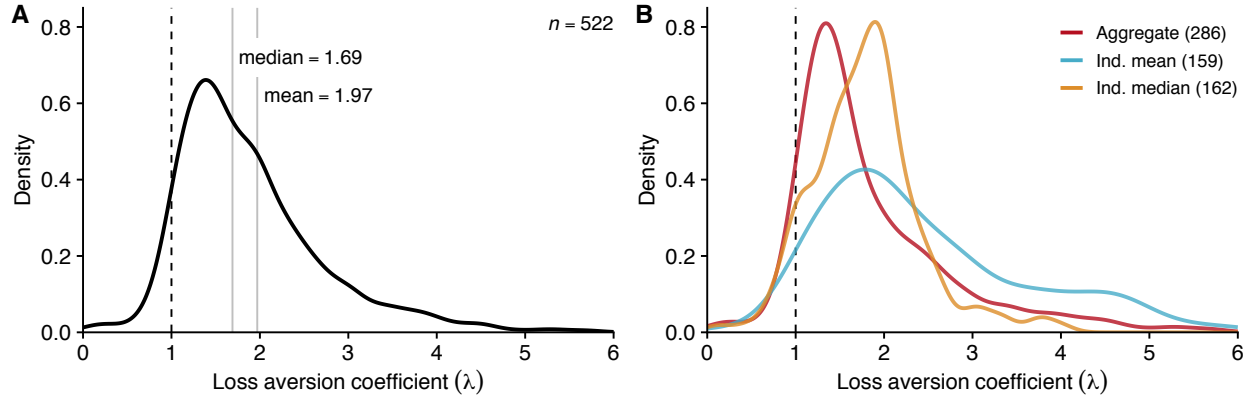 A
n = 522
median = 1.69
mean = 1.97
Density
0.8
0.6
0.4
0.2
0.0
0 1 2 3 4 5 6
Loss aversion coefficient (λ)
B
Aggregate (286)
Ind. mean (159)
Ind. median (162)
Density
0.8
0.6
0.4
0.2
0.0
0 1 2 3 4 5 6
Loss aversion coefficient (λ)